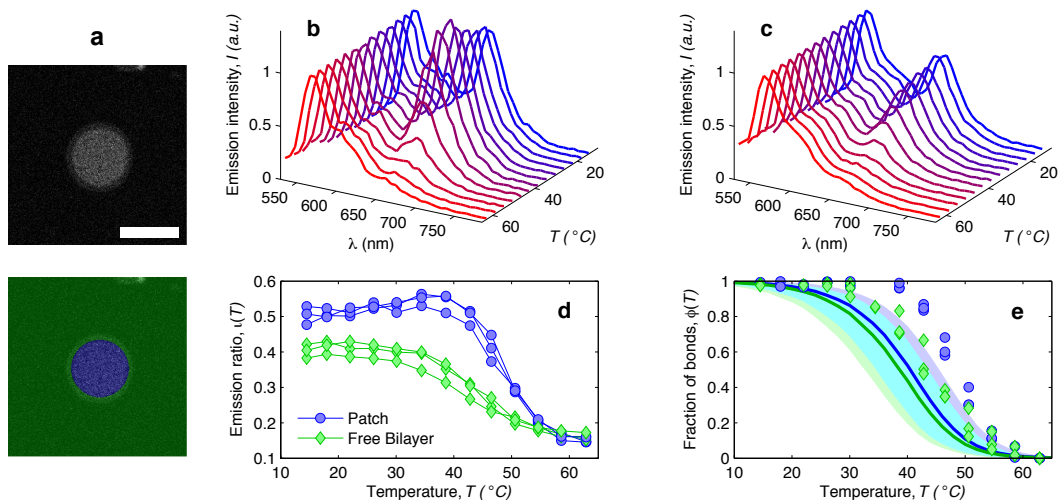 a
b
Emission intensity, I (a.u.)
1
0.5
0
550
600
650
700
750
λ (nm)
20
40
60
T (°C)
c
Emission intensity, I (a.u.)
1
0.5
0
550
600
650
700
750
λ (nm)
20
40
60
T (°C)
d
Emission ratio, ι(T)
0.6
0.5
0.4
0.3
0.2
0.1
Patch
Free Bilayer
10 20 30 40 50 60
Temperature, T (°C)
e
Fraction of bonds, ϕ(T)
1
0.8
0.6
0.4
0.2
0
10 20 30 40 50 60
Temperature, T (°C)